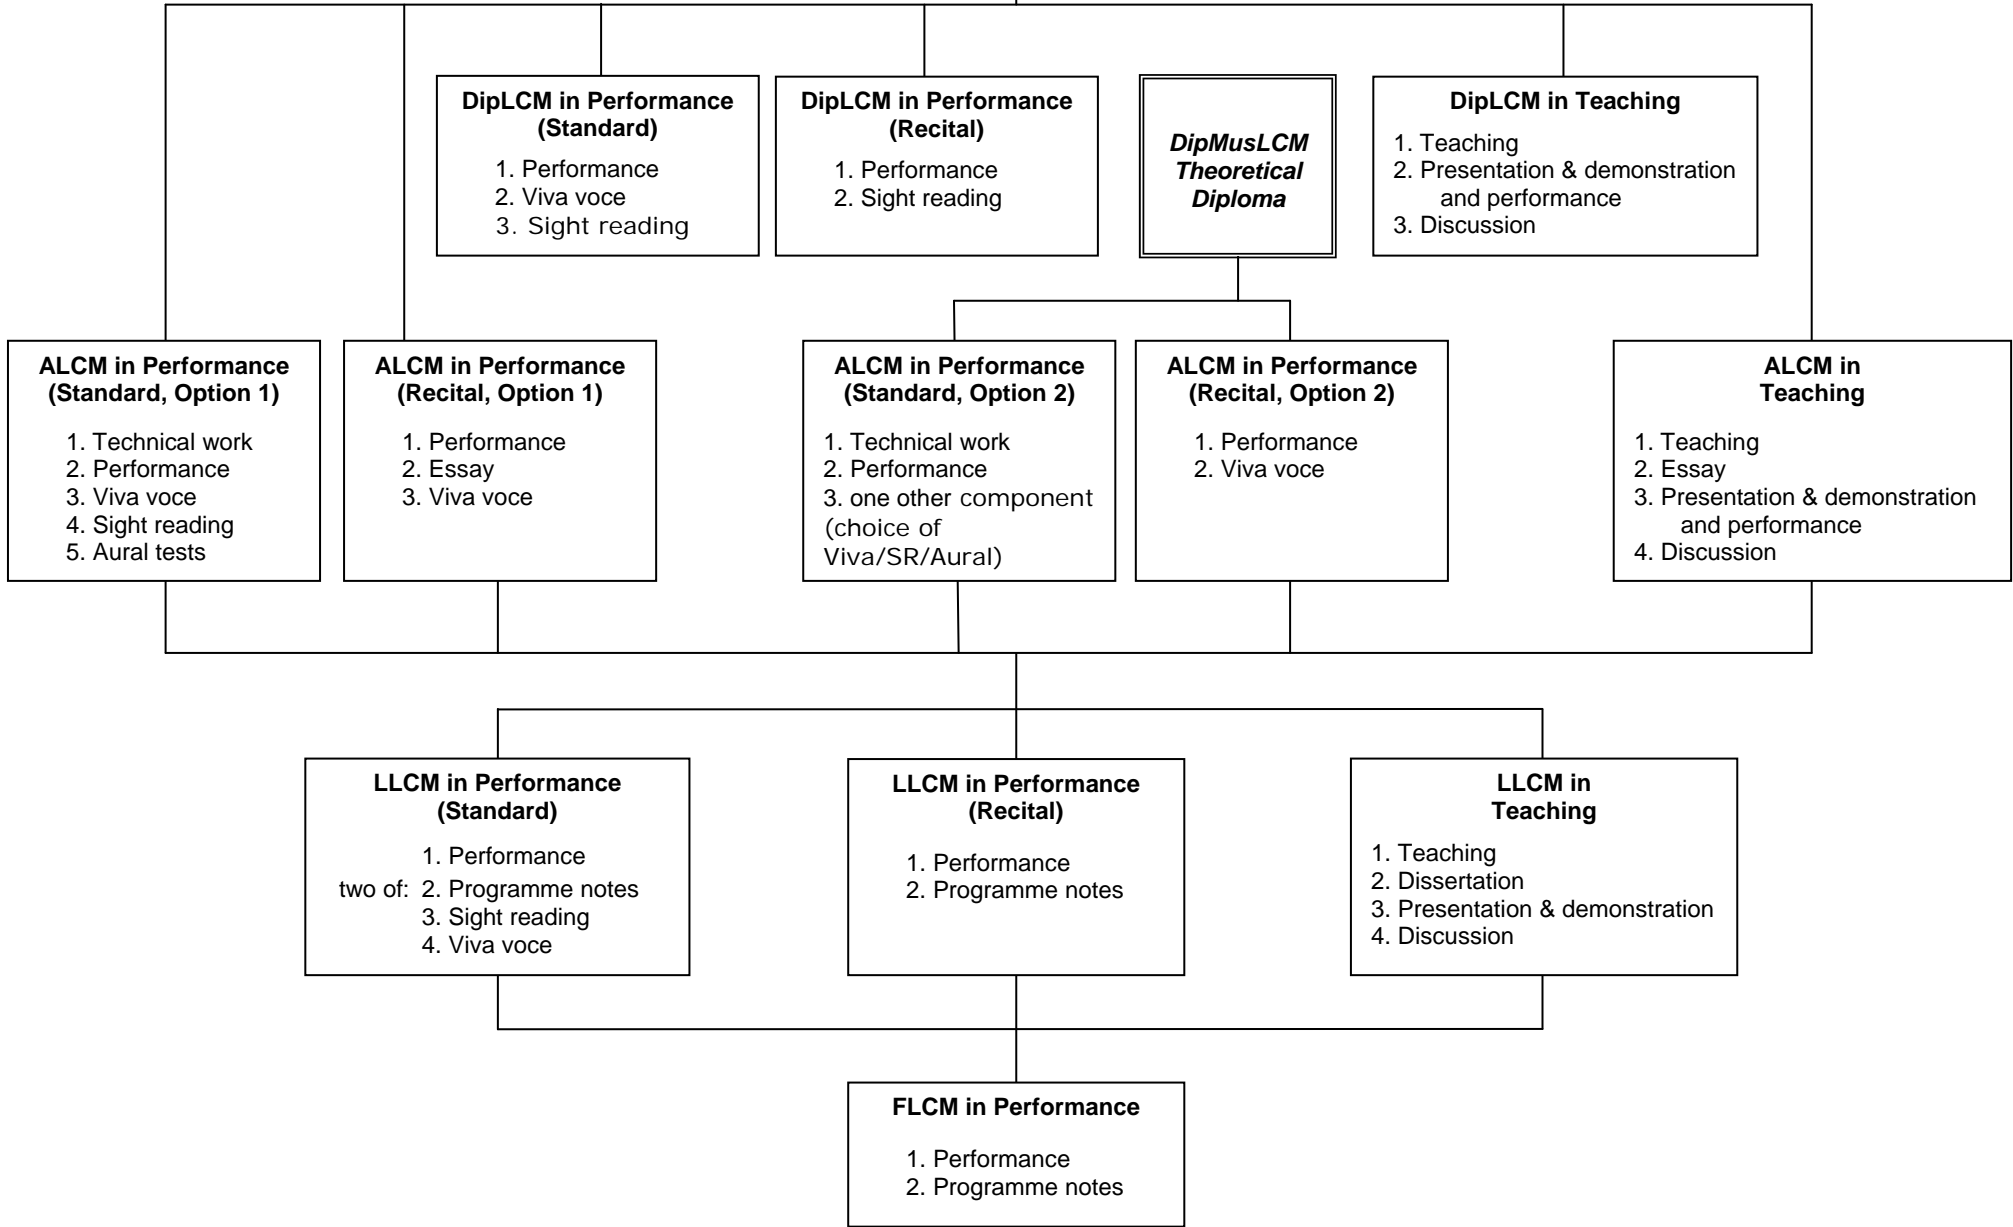 DipLCM in Performance
(Standard)
1. Performance
2. Viva voce
3. Sight reading
DipLCM in Performance
(Recital)
1. Performance
2. Sight reading
DipMusLCM
Theoretical
Diploma
DipLCM in Teaching
1. Teaching
2. Presentation & demonstration
and performance
3. Discussion
ALCM in Performance
(Standard, Option 1)
1. Technical work
2. Performance
3. Viva voce
4. Sight reading
5. Aural tests
ALCM in Performance
(Recital, Option 1)
1. Performance
2. Essay
3. Viva voce
ALCM in Performance
(Standard, Option 2)
1. Technical work
2. Performance
3. one other component
(choice of
Viva/SR/Aural)
ALCM in Performance
(Recital, Option 2)
1. Performance
2. Viva voce
ALCM in
Teaching
1. Teaching
2. Essay
3. Presentation & demonstration
and performance
4. Discussion
LLCM in Performance
(Standard)
1. Performance
two of: 2. Programme notes
3. Sight reading
4. Viva voce
LLCM in Performance
(Recital)
1. Performance
2. Programme notes
LLCM in
Teaching
1. Teaching
2. Dissertation
3. Presentation & demonstration
4. Discussion
FLCM in Performance
1. Performance
2. Programme notes